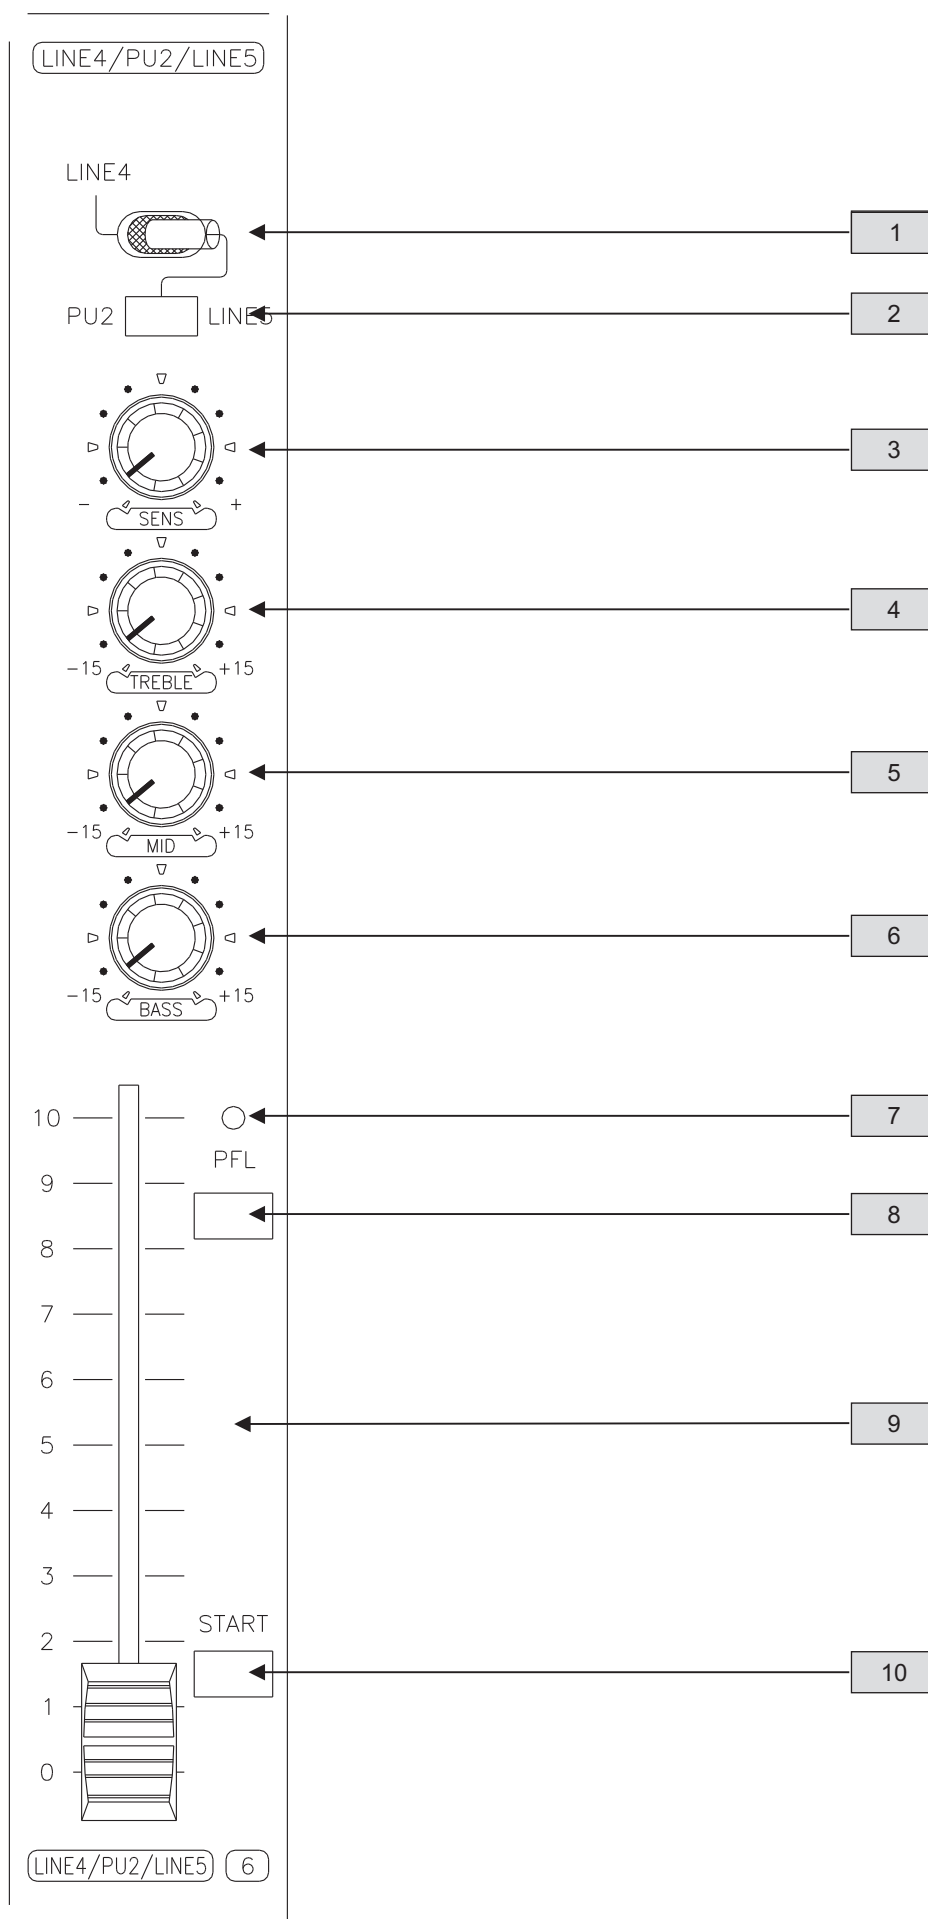 LINE4/PU2/LINE5
LINE4
1
PU2 LINE5
2
3
- +
SENS
4
-15 +15
TREBLE
5
-15 +15
MID
6
-15 +15
BASS
10
7
PFL
9
8
8
7
6
9
5
4
3
START
2
10
1
0
LINE4/PU2/LINE5 6